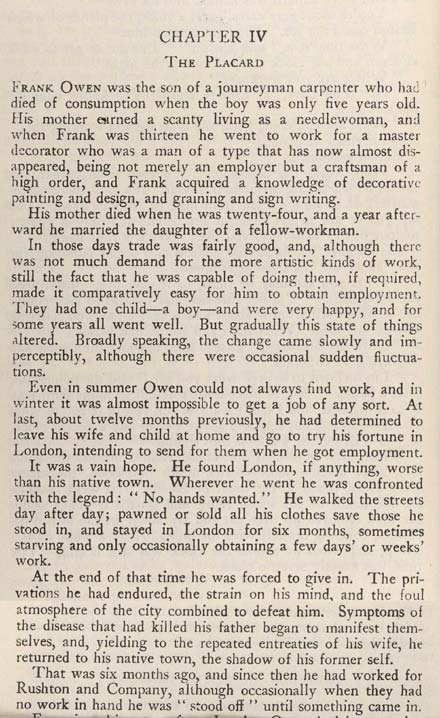 CHAPTER IV
The Placard
Frank Owen was the son of a journeyman carpenter who had
died of consumption when the boy was only five years old.
His mother earned a scanty living as a needlewoman, and
when Frank was thirteen he went to work for a master
decorator who was a man of a type that has now almost dis-
appeared, being not merely an employer but a craftsman of a
high order, and Frank acquired a knowledge of decorative
painting and design, and graining and sign writing.
His mother died when he was twenty-four, and a year after-
ward he married the daughter of a fellow-workman.
In those days trade was fairly good, and, although there
was not much demand for the more artistic kinds of work,
still the fact that he was capable of doing them, if required,
made it comparatively easy for him to obtain employment.
They had one child—a boy—and were very happy, and for
some years all went well. But gradually this state of things
altered. Broadly speaking, the change came slowly and im-
perceptibly, although there were occasional sudden fluctua-
tions.
Even in summer Owen could not always find work, and in
winter it was almost impossible to get a job of any sort. At
last, about twelve months previously, he had determined to
leave his wife and child at home and go to try his fortune in
London, intending to send for them when he got employment.
It was a vain hope. He found London, if anything, worse
than his native town. Wherever he went he was confronted
with the legend : “ No hands wanted.” He walked the streets
day after day; pawned or sold all his clothes save those he
stood in, and stayed in London for six months, sometimes
starving and only occasionally obtaining a few days’ or weeks’
work.
At the end of that time he was forced to give in. The pri-
vations he had endured, the strain on his mind, and the foul
atmosphere of the city combined to defeat him. Symptoms of
the disease that had killed his father began to manifest them-
selves, and, yielding to the repeated entreaties of his wife, he
returned to his native town, the shadow of his former self.
That was six months ago, and since then he had worked for
Rushton and Company, although occasionally when they had
no work in hand he was “ stood off ” until something came in.